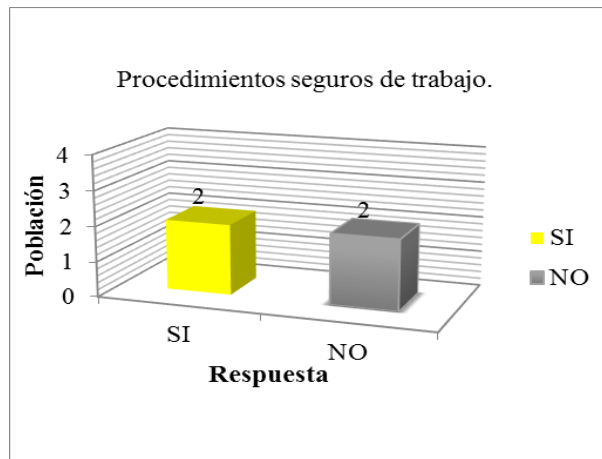 Procedimientos seguros de trabajo.
Población
4
3
2
1
0
2
2
SI
NO
Respuesta
SI
NO